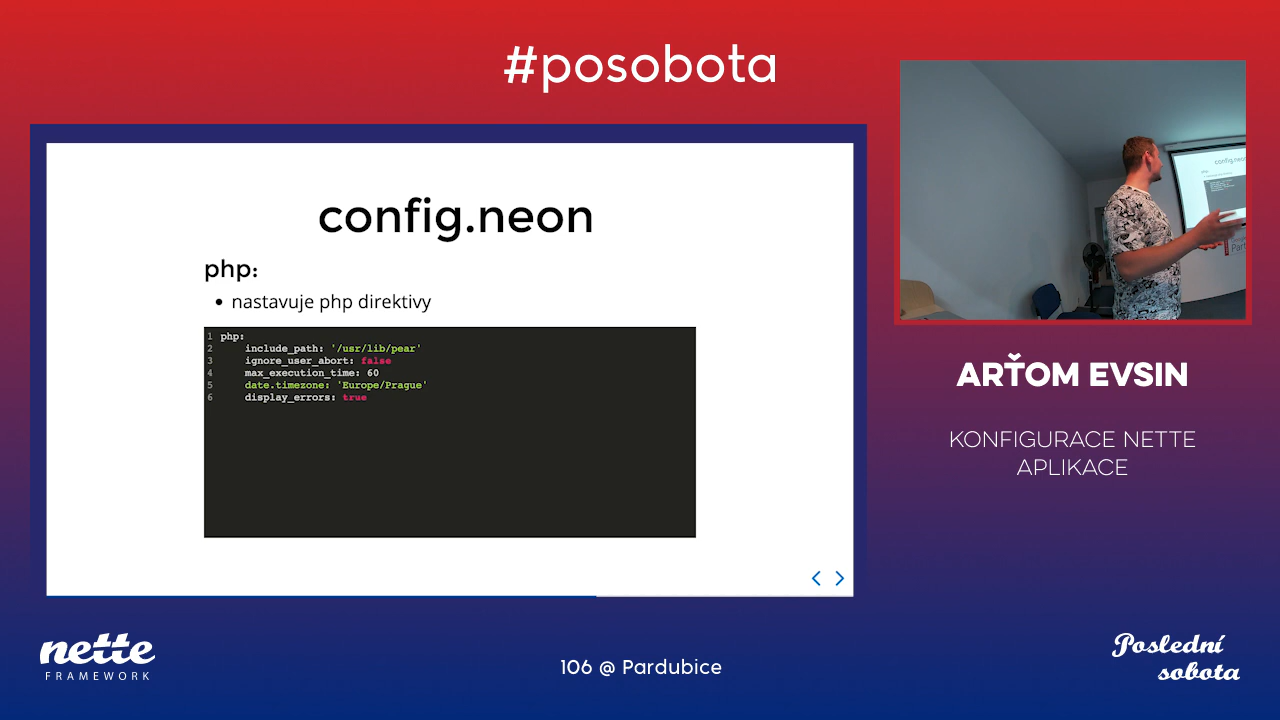 #posobota
config.neon
php:
• nastavuje php direktivy
1 php:
2 include_path: '/usr/lib/pear'
3 ignore_user_abort: false
4 max_execution_time: 60
5 date.timezone: 'Europe/Prague'
6 display_errors: true
config.neon
ARŤOM EVSIN
KONFIGURACE NETTE
APLIKACE
nette
FRAMEWORK
106 @ Pardubice
Poslední
sobota